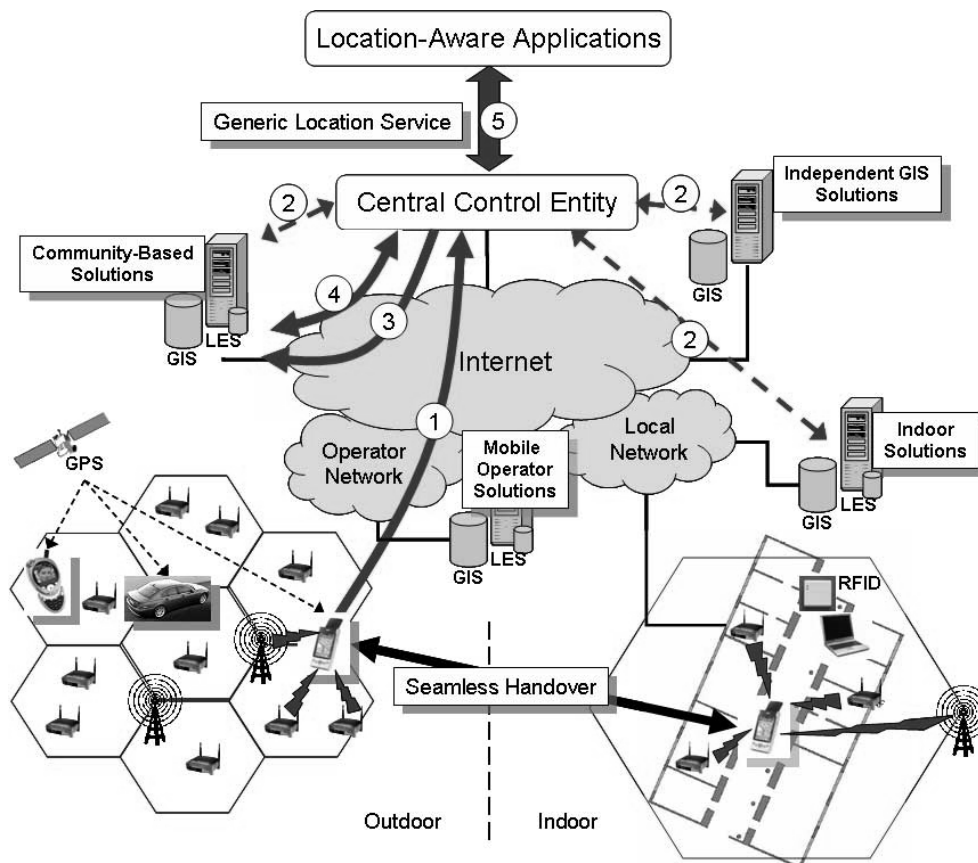 Location-Aware Applications
5
Generic Location Service
Central Control Entity
2
2
Independent GIS
Solutions
Community-Based
Solutions
GIS
LES
GIS
4
3
2
Internet
1
Operator
Network
Mobile
Operator
Solutions
Local
Network
Indoor
Solutions
GIS
LES
GIS
LES
GPS
RFID
Seamless Handover
Outdoor
Indoor